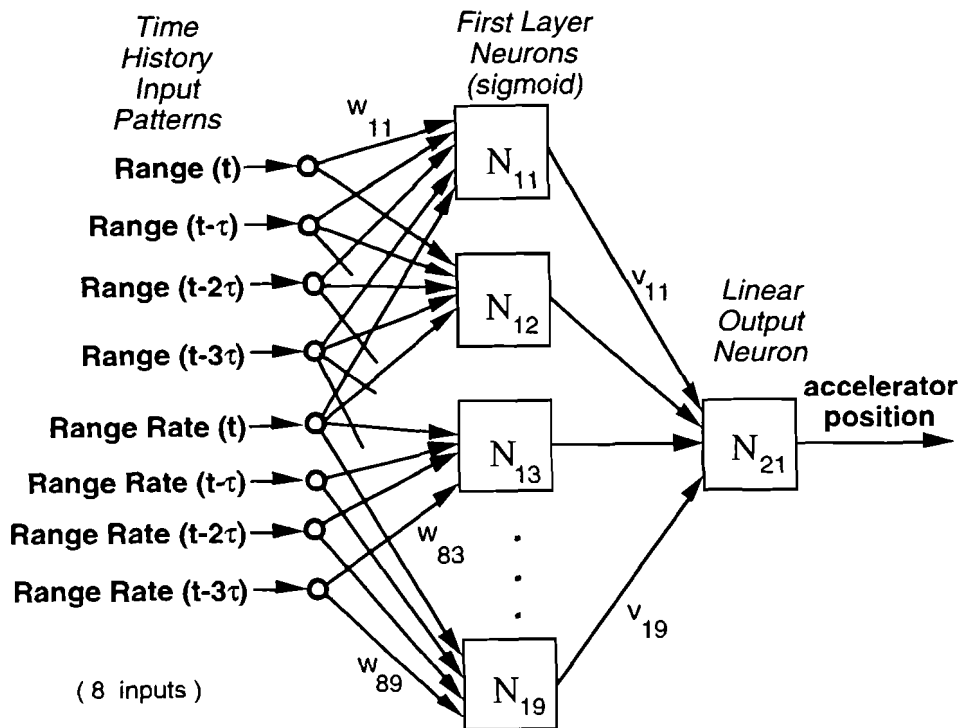 Time
History
Input
Patterns
Range (t)
Range (t-τ)
Range (t-2τ)
Range (t-3τ)
Range Rate (t)
Range Rate (t-τ)
Range Rate (t-2τ)
Range Rate (t-3τ)
( 8 inputs )
w11
w83
w89
First Layer
Neurons
(sigmoid)
N11
N12
N13
N19
v11
v19
Linear
Output
Neuron
N21
accelerator
position